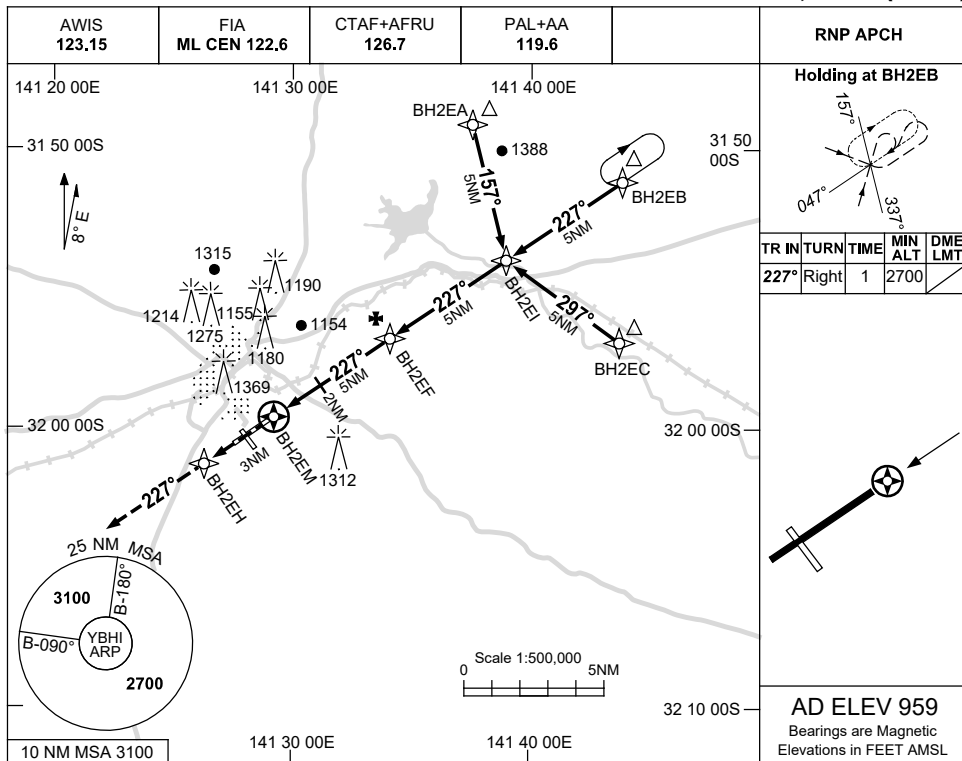 AWIS
123.15
FIA
ML CEN 122.6
CTAF+AFRU
126.7
PAL+AA
119.6
RNP APCH
141 20 00E
141 30 00E
141 40 00E
31 50 00S
31 50
00S
8° E
BH2EA
1388
157°
5NM
BH2EB
227°
5NM
BH2EI
297°
5NM
BH2EC
227°
5NM
BH2EF
1315
1190
1214
1155
1275
1154
1180
1369
227°
5NM
2NM
32 00 00S
32 00 00S
BH2EM
3NM
1312
BH2EH
227°
25 NM MSA
3100
B-180°
B-090°
YBHI
ARP
2700
10 NM MSA 3100
Scale 1:500,000
0
5NM
32 10 00S
141 30 00E
141 40 00E
Holding at BH2EB
157°
047°
337°
TR IN TURN TIME MIN ALT DME LMT
227° Right 1 2700
AD ELEV 959
Bearings are Magnetic
Elevations in FEET AMSL